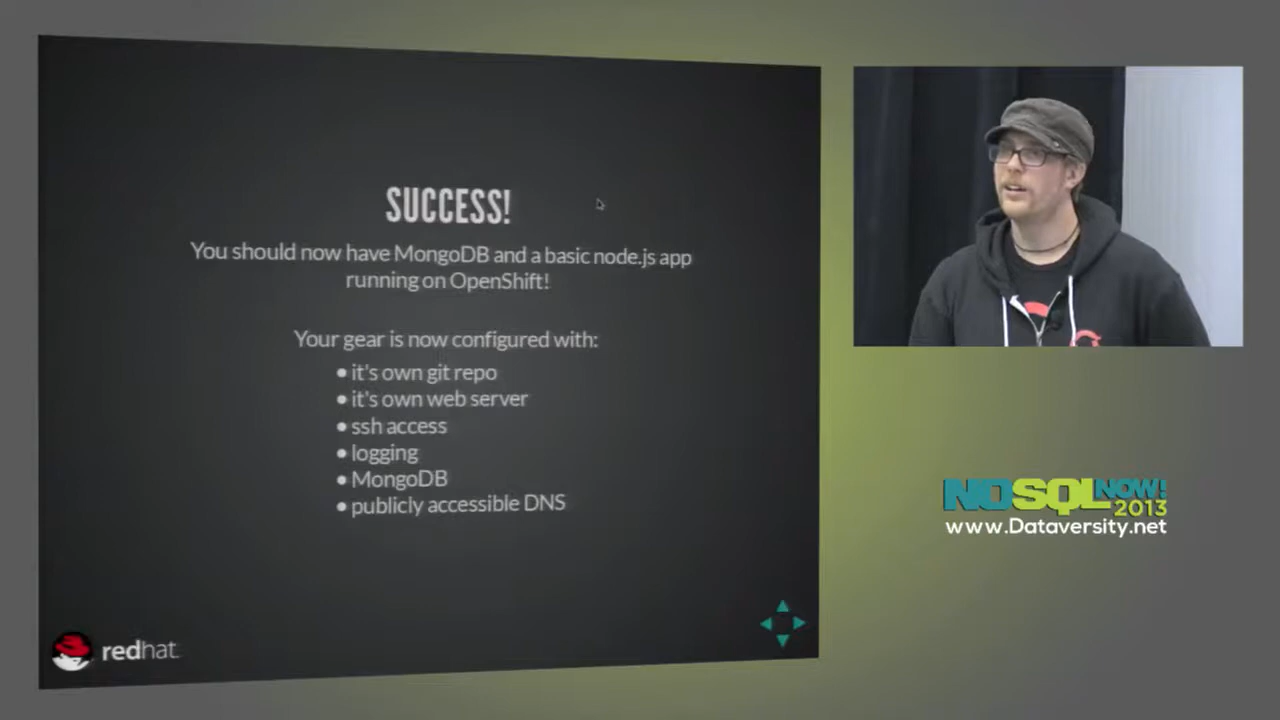 SUCCESS!
You should now have MongoDB and a basic node.js app
running on OpenShift!
Your gear is now configured with:
• it's own git repo
• it's own web server
• ssh access
• logging
• MongoDB
• publicly accessible DNS
redhat.
NOSQLNOW!
2013
www.Dataversity.net